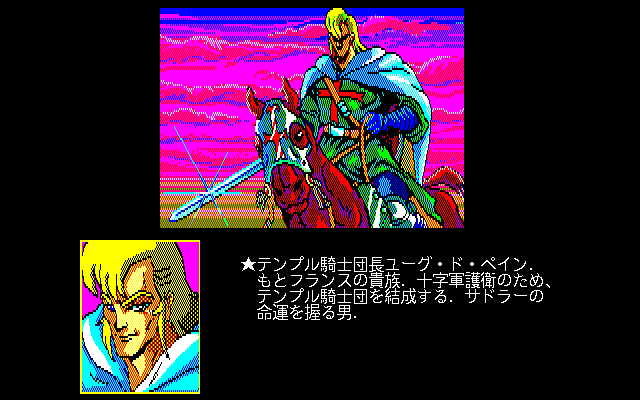 ★テンプル騎士団長ユーグ・ド・ペイン.
もとフランスの貴族. 十字軍護衛のため、
テンプル騎士団を結成する. サドラーの
命運を握る男.